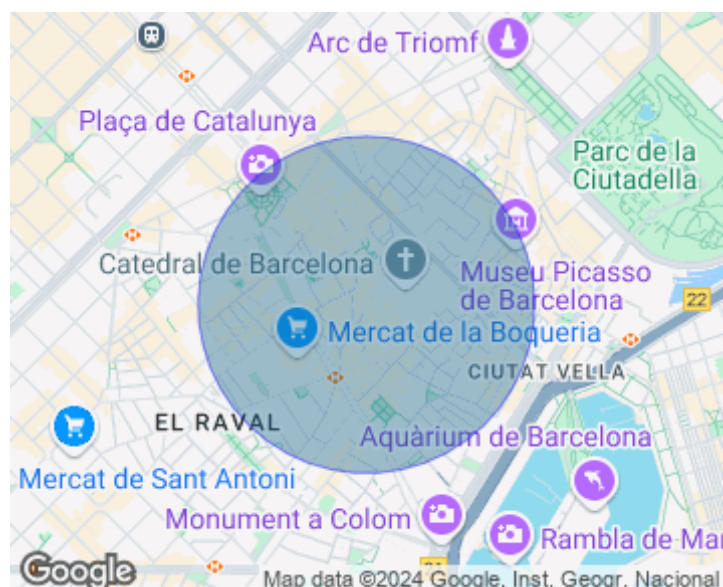 Arc de Triomf
Plaça de Catalunya
Parc de la
Ciutadella
Catedral de Barcelona
Museu Picasso
de Barcelona
22
Mercat de la Boqueria
CIUTAT VELLA
EL RAVAL
Aquàrium de Barcelona
Mercat de Sant Antoni
Monument a Colom
Rambla de Mar
Google
Map data ©2024 Google, Inst. Geogr. Nacional